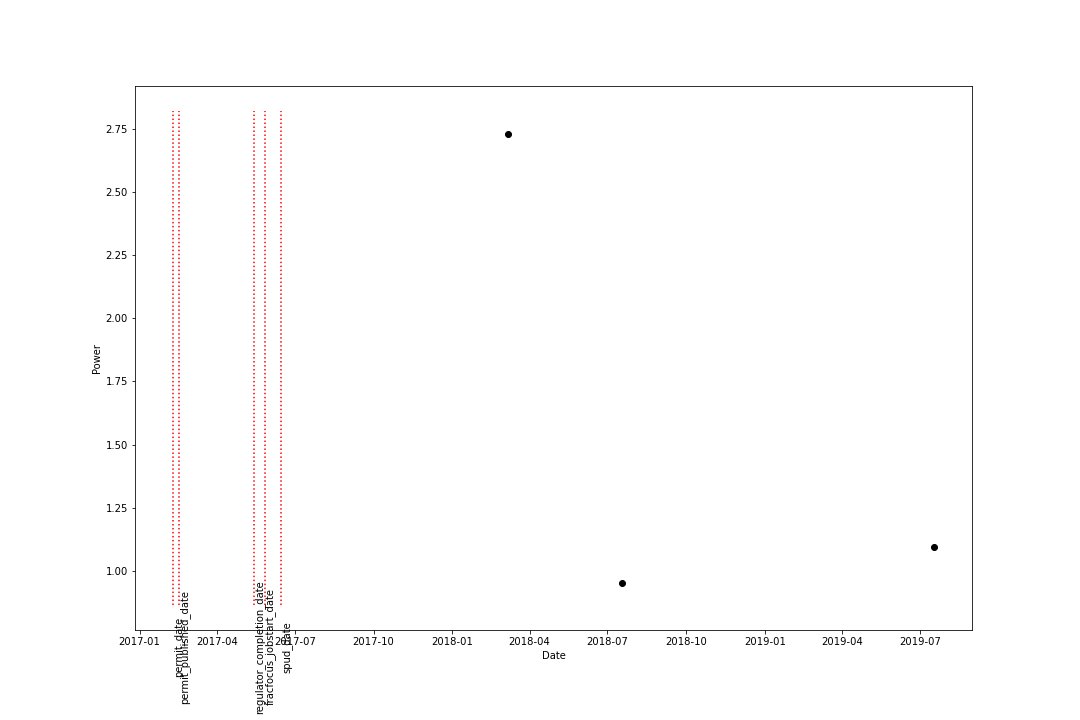 2.75
2.50
2.25
2.00
1.75
1.50
1.25
1.00
Power
2017-01
2017-04
2017-07
2017-10
2018-01
2018-04
2018-07
2018-10
2019-01
2019-04
2019-07
Date
permit_date
permit_published_date
regulator_completion_date
fracfocus_jobstart_date
spud_date